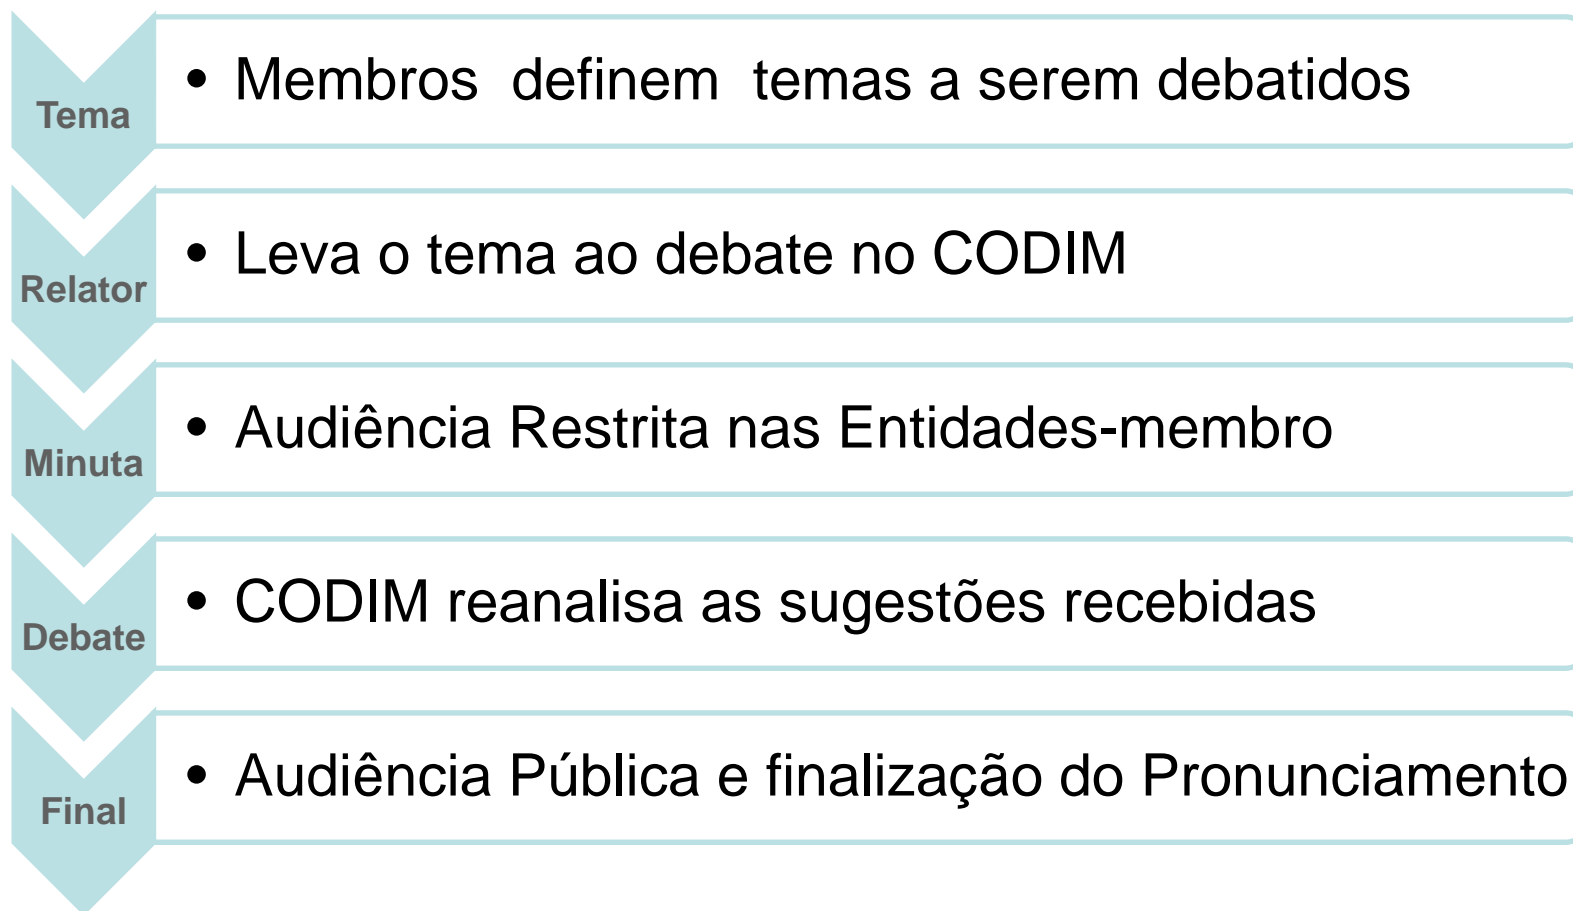 Tema
• Membros definem temas a serem debatidos
Relator
• Leva o tema ao debate no CODIM
Minuta
• Audiência Restrita nas Entidades-membro
Debate
• CODIM reanalisa as sugestões recebidas
Final
• Audiência Pública e finalização do Pronunciamento